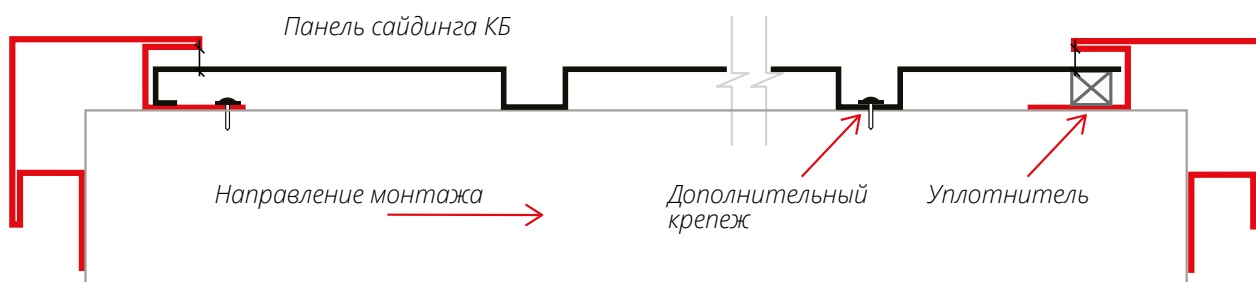 Панель сайдинга КБ
Направление монтажа
Дополнительный
крепеж
Уплотнитель